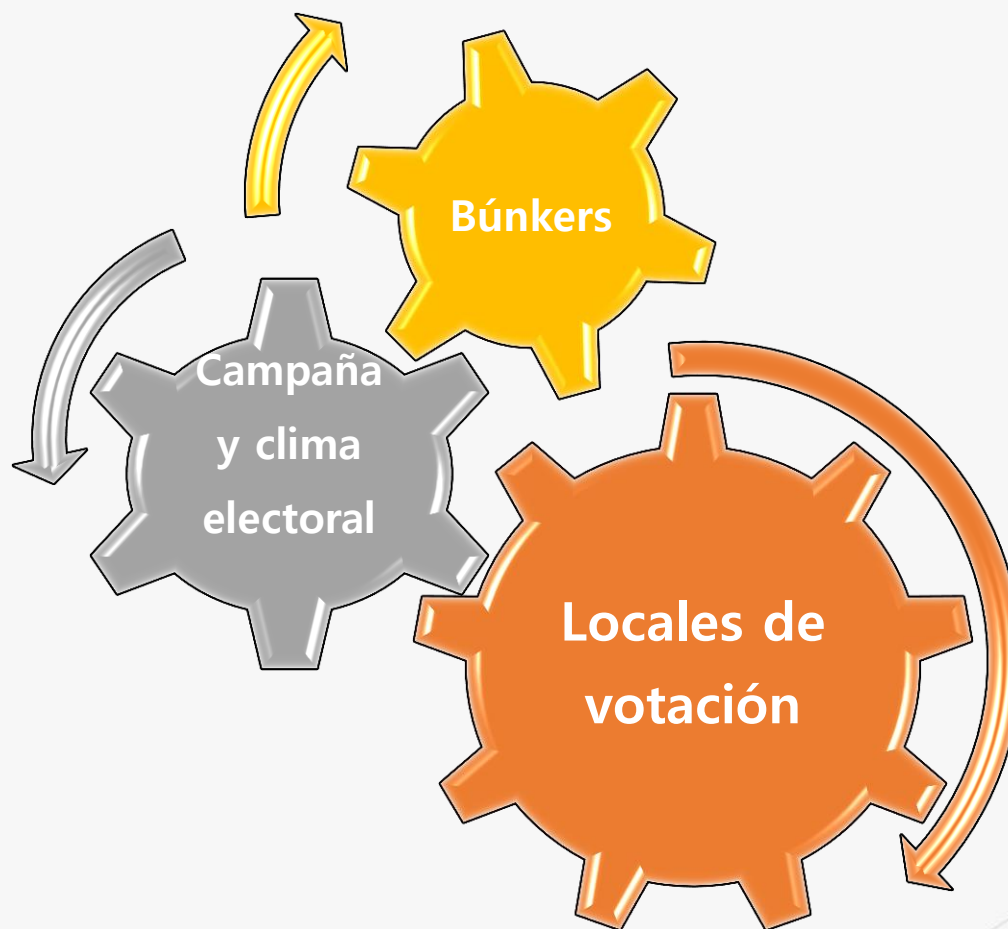 Búnkers
Campaña
y clima
electoral
Locales de
votación